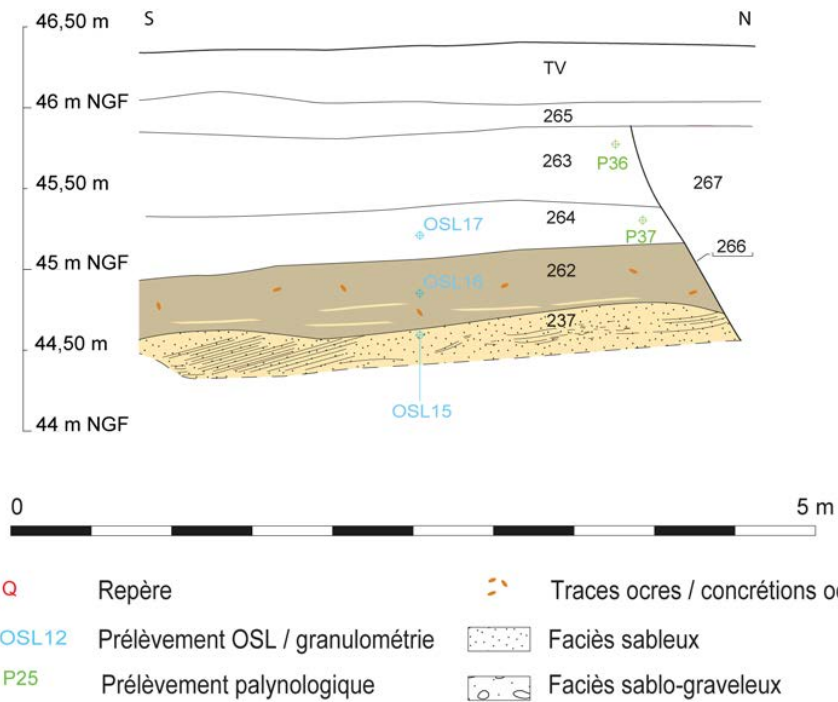 46,50 m
S
N
TV
46 m NGF
265
263
P36
45,50 m
267
264
OSL17
P37
266
45 m NGF
262
OSL16
237
44,50 m
OSL15
44 m NGF
0
5 m
Q Repère
Traces ocres / concrétions
OSL12 Prélèvement OSL / granulométrie
Faciès sableux
P25 Prélèvement palynologique
Faciès sablo-graveleux